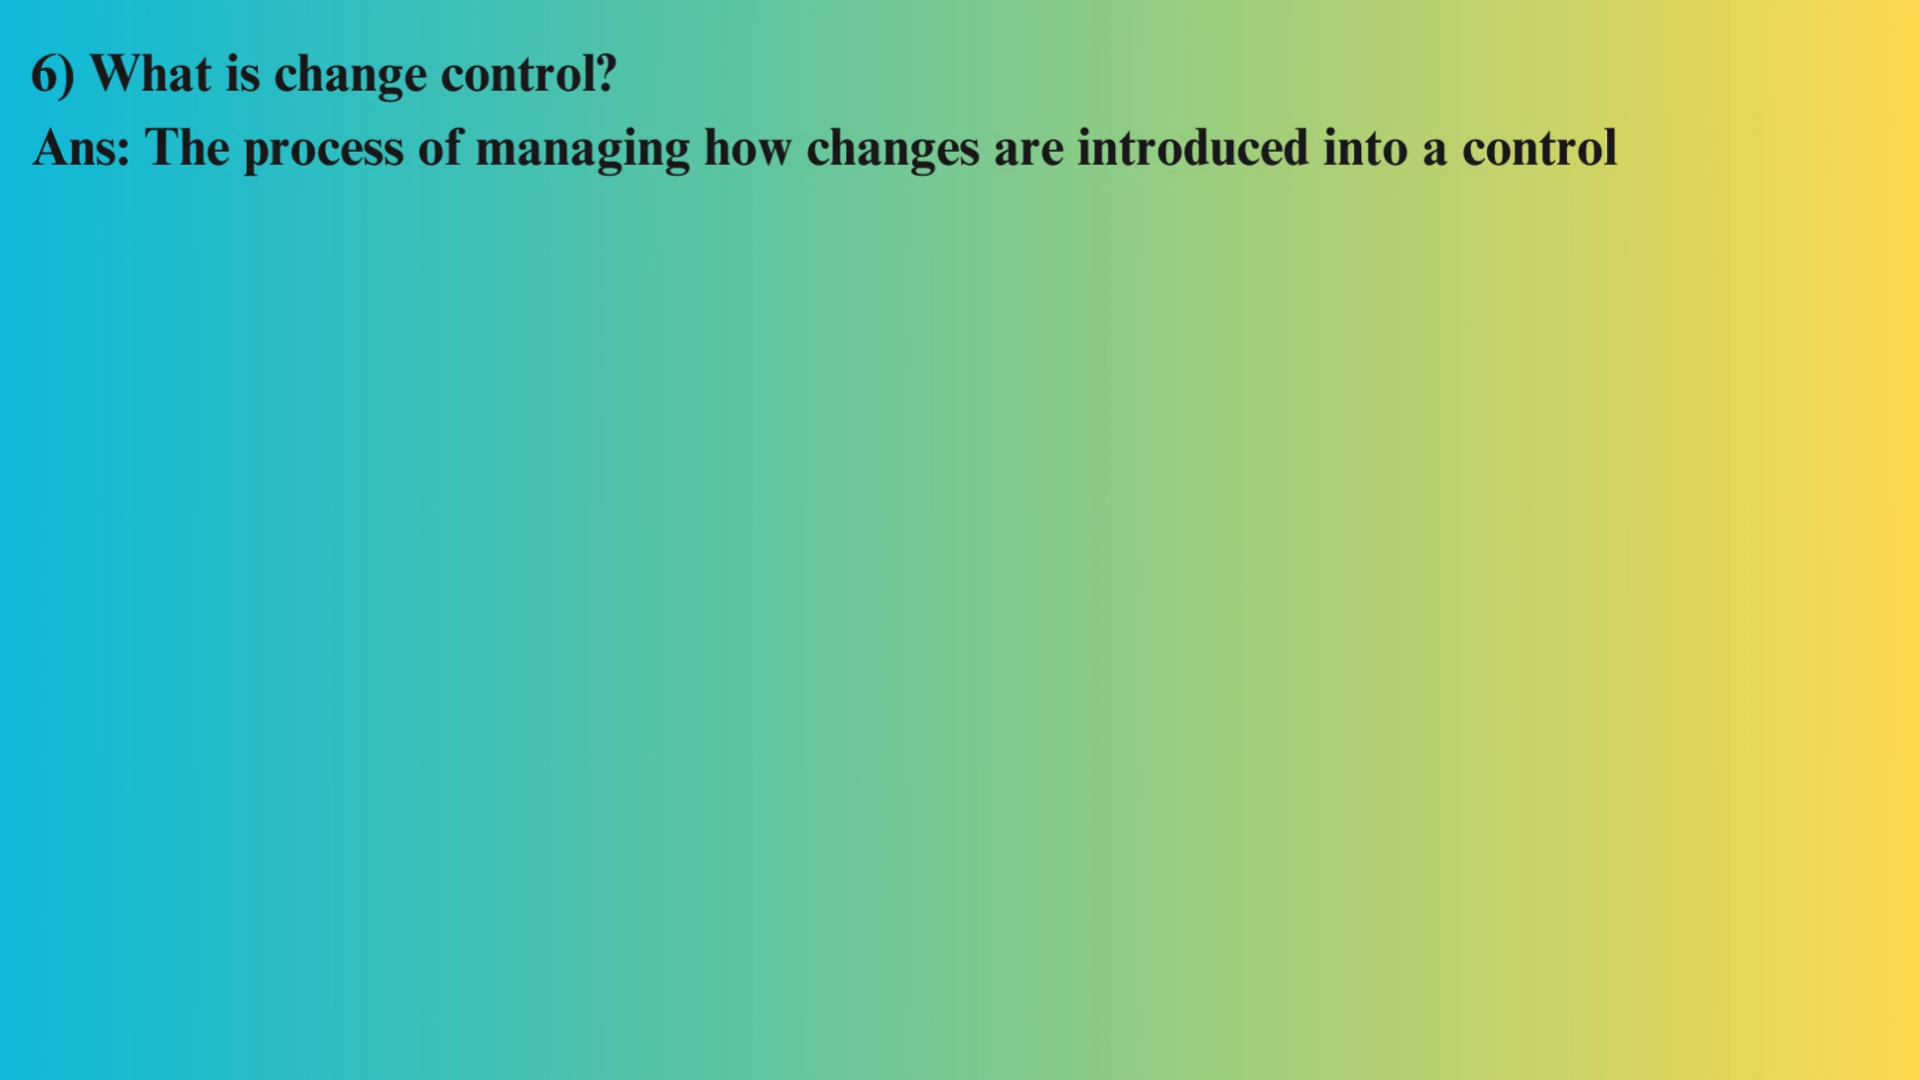 6) What is change control?
Ans: The process of managing how changes are introduced into a control